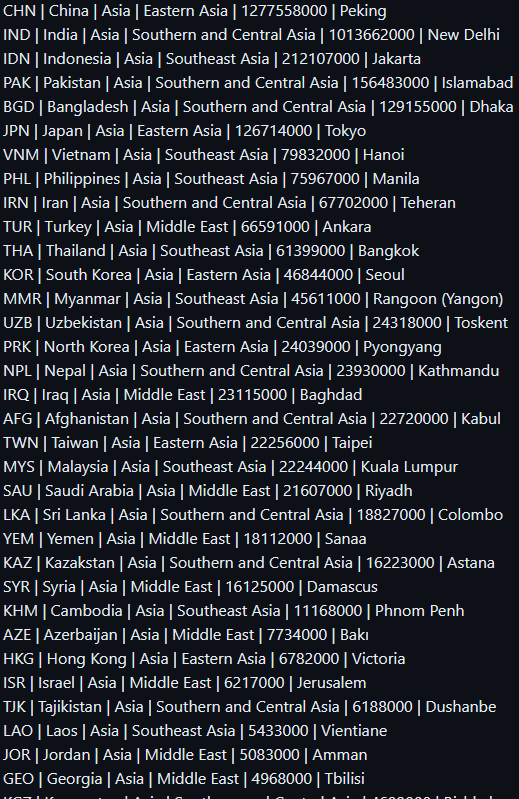 CHN | China | Asia | Eastern Asia | 1277558000 | Peking
IND | India | Asia | Southern and Central Asia | 1013662000 | New Delhi
IDN | Indonesia | Asia | Southeast Asia | 212107000 | Jakarta
PAK | Pakistan | Asia | Southern and Central Asia | 156483000 | Islamabad
BGD | Bangladesh | Asia | Southern and Central Asia | 129155000 | Dhaka
JPN | Japan | Asia | Eastern Asia | 126714000 | Tokyo
VNM | Vietnam | Asia | Southeast Asia | 79832000 | Hanoi
PHL | Philippines | Asia | Southeast Asia | 75967000 | Manila
IRN | Iran | Asia | Southern and Central Asia | 67702000 | Teheran
TUR | Turkey | Asia | Middle East | 66591000 | Ankara
THA | Thailand | Asia | Southeast Asia | 61399000 | Bangkok
KOR | South Korea | Asia | Eastern Asia | 46844000 | Seoul
MMR | Myanmar | Asia | Southeast Asia | 45611000 | Rangoon (Yangon)
UZB | Uzbekistan | Asia | Southern and Central Asia | 24318000 | Toskent
PRK | North Korea | Asia | Eastern Asia | 24039000 | Pyongyang
NPL | Nepal | Asia | Southern and Central Asia | 23930000 | Kathmandu
IRQ | Iraq | Asia | Middle East | 23115000 | Baghdad
AFG | Afghanistan | Asia | Southern and Central Asia | 22720000 | Kabul
TWN | Taiwan | Asia | Eastern Asia | 22256000 | Taipei
MYS | Malaysia | Asia | Southeast Asia | 22244000 | Kuala Lumpur
SAU | Saudi Arabia | Asia | Middle East | 21607000 | Riyadh
LKA | Sri Lanka | Asia | Southern and Central Asia | 18827000 | Colombo
YEM | Yemen | Asia | Middle East | 18112000 | Sanaa
KAZ | Kazakstan | Asia | Southern and Central Asia | 16223000 | Astana
SYR | Syria | Asia | Middle East | 16125000 | Damascus
KHM | Cambodia | Asia | Southeast Asia | 11168000 | Phnom Penh
AZE | Azerbaijan | Asia | Middle East | 7734000 | Bakı
HKG | Hong Kong | Asia | Eastern Asia | 6782000 | Victoria
ISR | Israel | Asia | Middle East | 6217000 | Jerusalem
TJK | Tajikistan | Asia | Southern and Central Asia | 6188000 | Dushanbe
LAO | Laos | Asia | Southeast Asia | 5433000 | Vientiane
JOR | Jordan | Asia | Middle East | 5083000 | Amman
GEO | Georgia | Asia | Middle East | 4968000 | Tbilisi